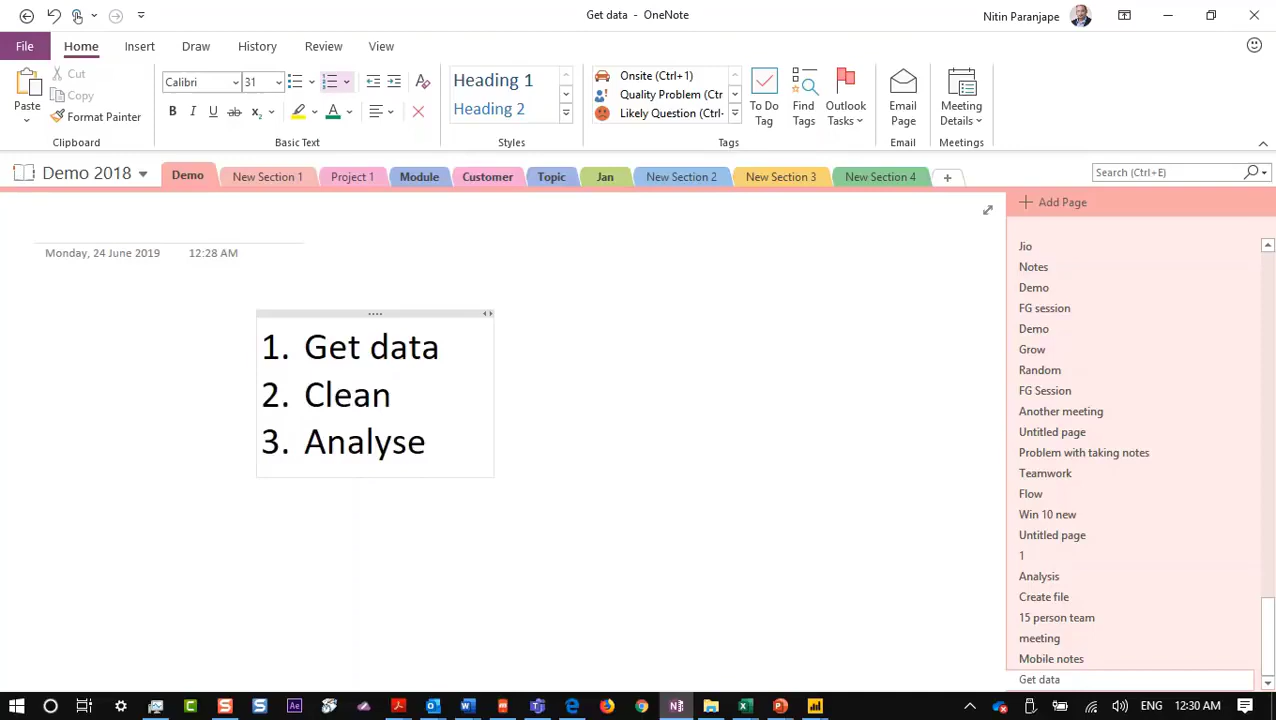 Get data - OneNote
Nitin Paranjape
File
Home
Insert
Draw
History
Review
View
Paste
Cut
Copy
Format Painter
Clipboard
Calibri
31
B I U ab x₂ A
Basic Text
Heading 1
Heading 2
Styles
Onsite (Ctrl+1)
Quality Problem (Ctr
Likely Question (Ctrl-
To Do
Tag
Find
Tags
Outlook
Tasks
Tags
Email
Page
Email
Meeting
Details
Meetings
Demo 2018
Demo
New Section 1
Project 1
Module
Customer
Topic
Jan
New Section 2
New Section 3
New Section 4
Search (Ctrl+E)
Monday, 24 June 2019 12:28 AM
1. Get data
2. Clean
3. Analyse
Add Page
Jio
Notes
Demo
FG session
Demo
Grow
Random
FG Session
Another meeting
Untitled page
Problem with taking notes
Teamwork
Flow
Win 10 new
Untitled page
1
Analysis
Create file
15 person team
meeting
Mobile notes
Get data
ENG 12:30 AM